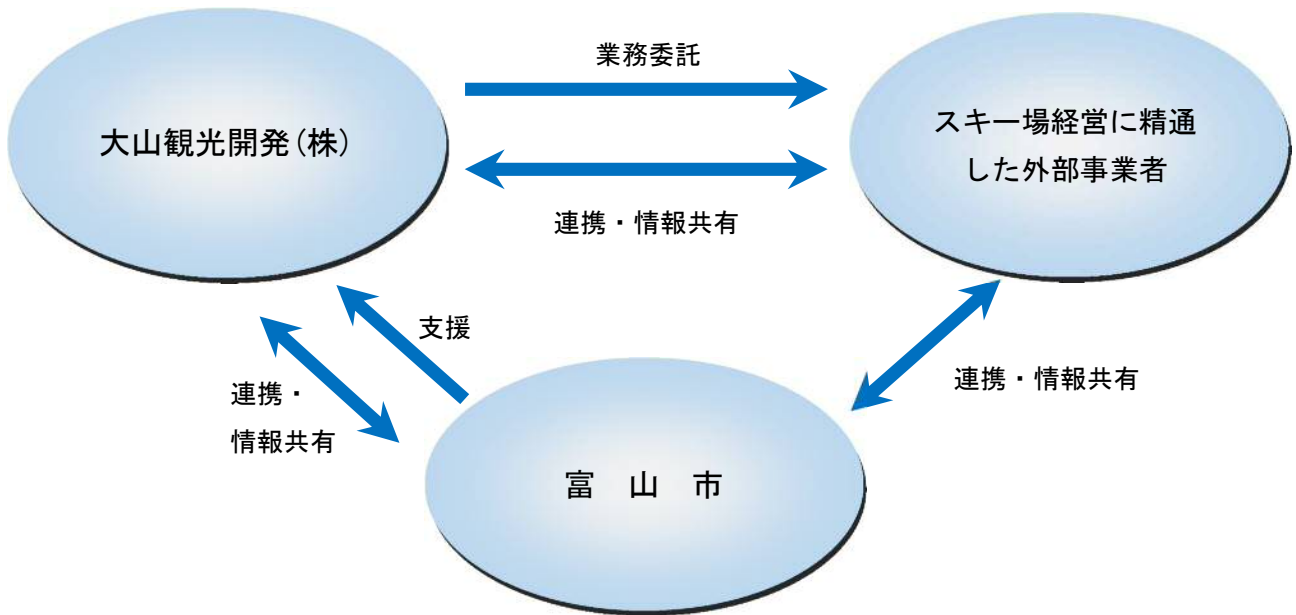 業務委託
大山観光開発(株)
スキー場経営に精通
した外部事業者
連携・情報共有
支援
連携・
情報共有
連携・情報共有
富　山　市